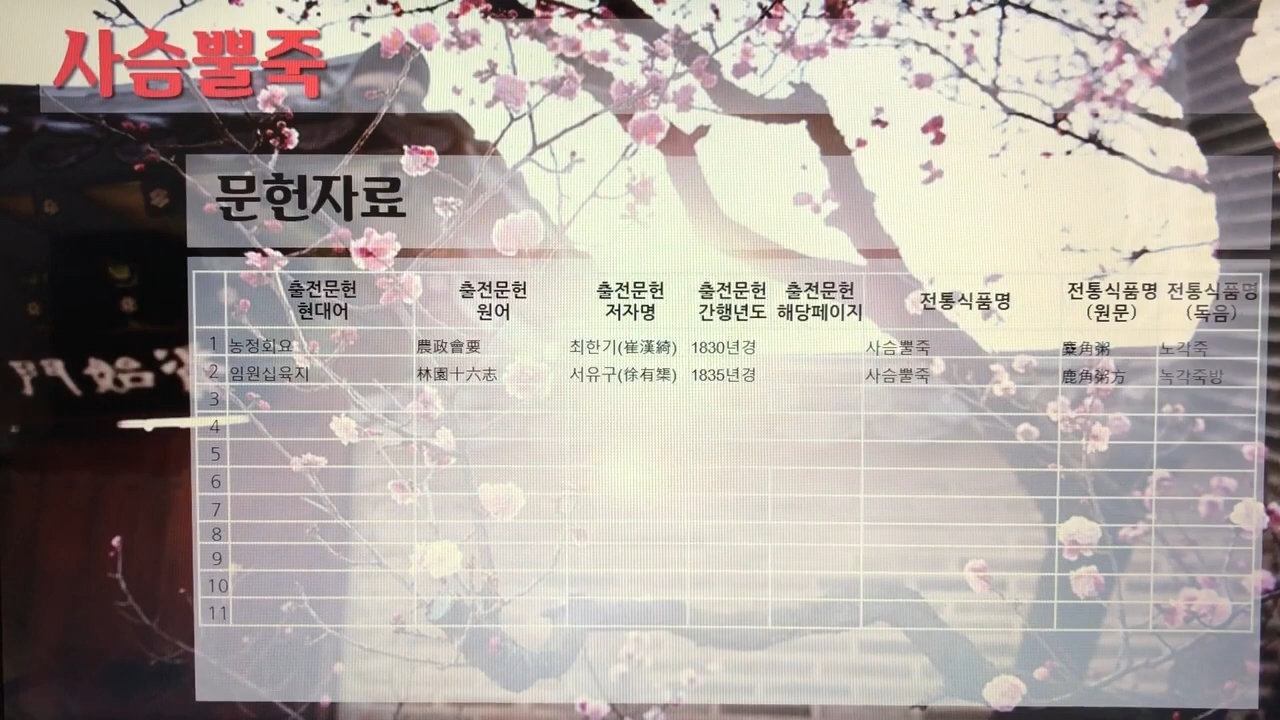 사슴뿔죽
문헌자료
출전문헌 현대어 출전문헌 원어 출전문헌 저자명 출전문헌 간행년도 출전문헌 해당페이지 전통식품명 전통식품명 (원문) 전통식품명 (독음)
1 농정회요 農政會要 최한기(崔漢綺) 1830년경 사슴뿔죽 麋角粥 노각죽
2 임원십육지 林園十六志 서유구(徐有榘) 1835년경 사슴뿔죽 鹿角粥方 녹각죽방
3
4
5
6
7
8
9
10
11
門始